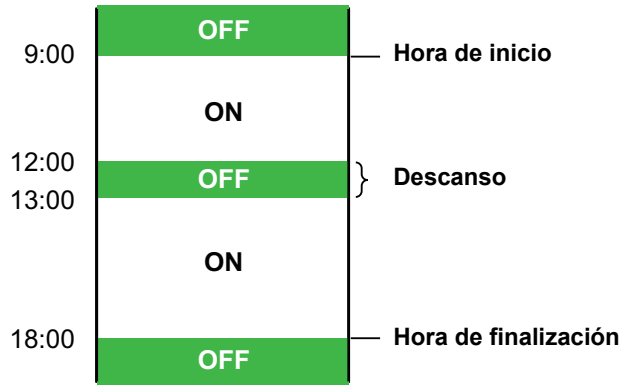 OFF
9:00 Hora de inicio
ON
12:00
OFF Descanso
13:00
ON
18:00 Hora de finalización
OFF